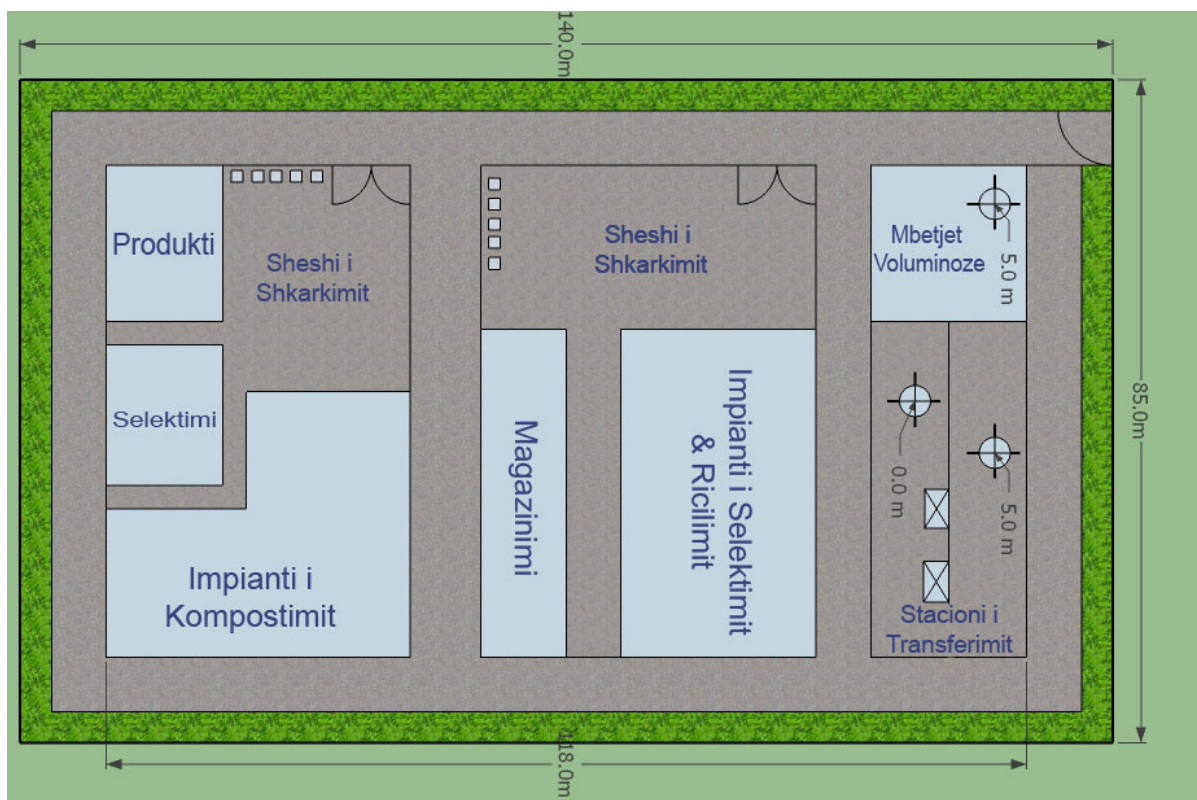 140.0m
Produkti
Sheshi i
Shkarkimit
Sheshi i
Shkarkimit
Mbetjet
Voluminoze
5.0 m
85.0m
Selektimi
Magazinimi
Impianti i Selektimit
& Ricilimit
0.0 m
5.0 m
Impianti i
Kompostimit
Stacioni i
Transferimit
118.0m